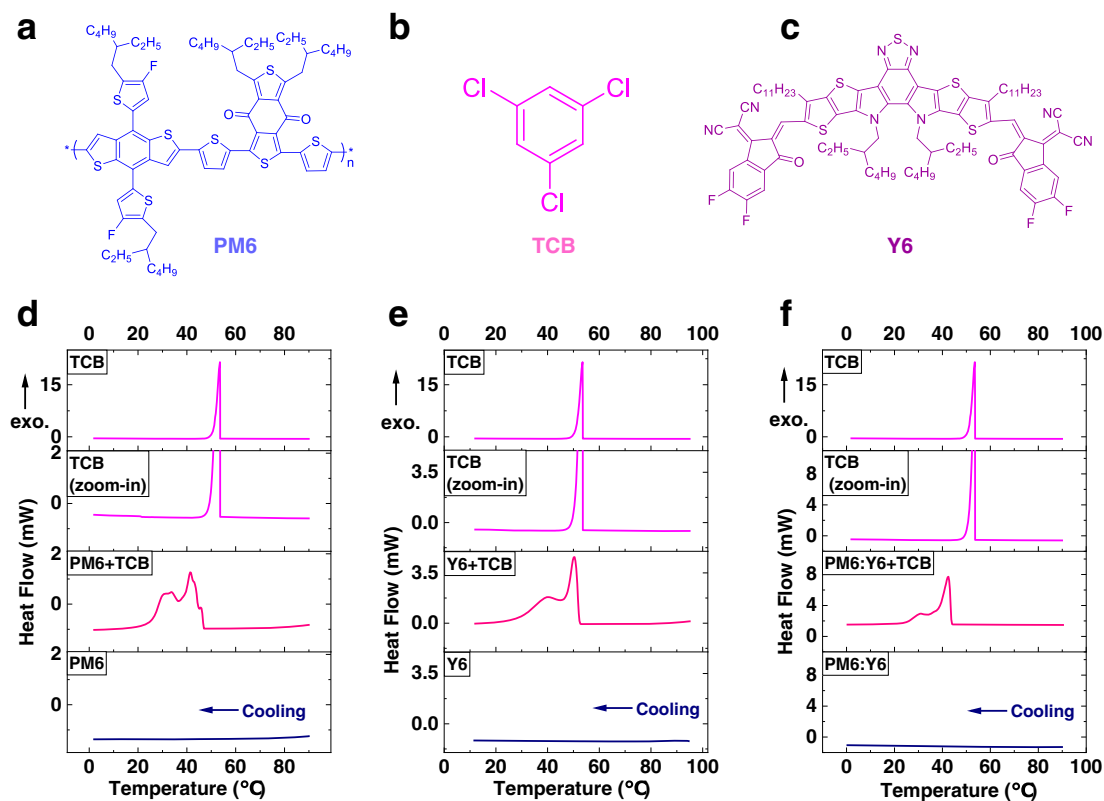 a
b
c
C4H9
C2H5
F
S
C4H9
C2H5
C2H5
C4H9
S
O
O
S
S
S
S
S
S
*
*
n
S
F
C2H5
C4H9
PM6
Cl
Cl
Cl
TCB
S
N
N
C11H23
C11H23
S
S
S
S
N
N
CN
NC
O
C2H5
C4H9
C2H5
C4H9
NC
CN
O
F
F
F
F
Y6
d
0 20 40 60 80
TCB
15
0
exo.
TCB
(zoom-in)
2
0
PM6+TCB
2
0
PM6
2
0
Cooling
Heat Flow (mW)
0 20 40 60 80
Temperature (℃)
e
0 20 40 60 80 100
TCB
15
0
exo.
TCB
(zoom-in)
3.5
0.0
Y6+TCB
3.5
0.0
Y6
3.5
0.0
Cooling
Heat Flow (mW)
0 20 40 60 80 100
Temperature (℃)
f
0 20 40 60 80 100
TCB
15
0
exo.
TCB
(zoom-in)
8
4
0
PM6:Y6+TCB
8
4
0
PM6:Y6
8
4
0
Cooling
Heat Flow (mW)
0 20 40 60 80 100
Temperature (℃)